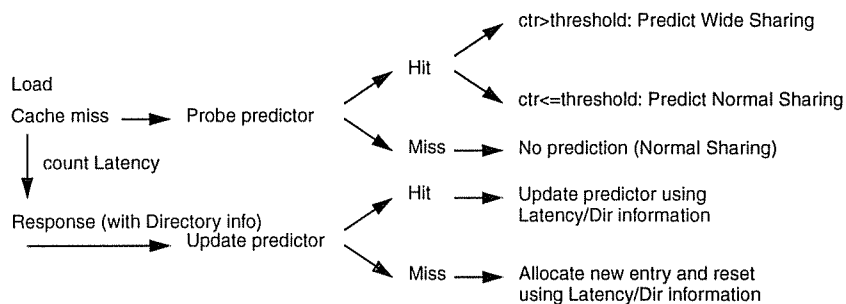 ctr>threshold: Predict Wide Sharing
Hit
Load
Cache miss
Probe predictor
ctr<=threshold: Predict Normal Sharing
Miss
No prediction (Normal Sharing)
count Latency
Hit
Update predictor using
Latency/Dir information
Response (with Directory info)
Update predictor
Miss
Allocate new entry and reset
using Latency/Dir information